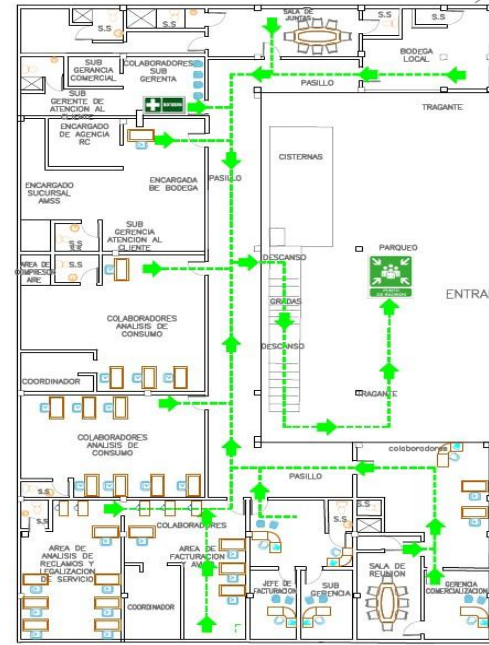 S.S
S.S
SALA DE
JUNTAS
S.S
S.S
BODEGA
LOCAL
SUB
GERANCIA
COMERCIAL
COLABORADORES
SUB
GERENTA
PASILLO
S.S
SUB
GERENTE DE
ATENCION AL
CLIENTE
TRAGANTE
ENCARGADO
DE AGENCIA
RC
CISTERNAS
ENCARGADO
SUCURSAL
AMSS
ENCARGADA
BE BODEGA
PASILLO
SUB
GERENCIA
ATENCION AL
CLIENTE
S.S
PARQUEO
AREA DE
COMPRESOR
AIRE
S.S
DESCANSO
ENTRA
GRADAS
COLABORADORES
ANALISIS DE
CONSUMO
DESCANSO
COORDINADOR
TRAGANTE
COLABORADORES
ANALISIS DE
CONSUMO
colaboradores
PASILLO
S.S
S.S
S.S
S.S
COLABORADORES
AREA DE
ANALISIS DE
RECLAMOS Y
LEGALIZACION
DE SERVICIO
AREA DE
FACTURACION
COORDINADOR
JEFE DE
FACTURACION
SUB
GERENCIA
SALA DE
REUNION
GERENCIA
COMERCIALIZACION